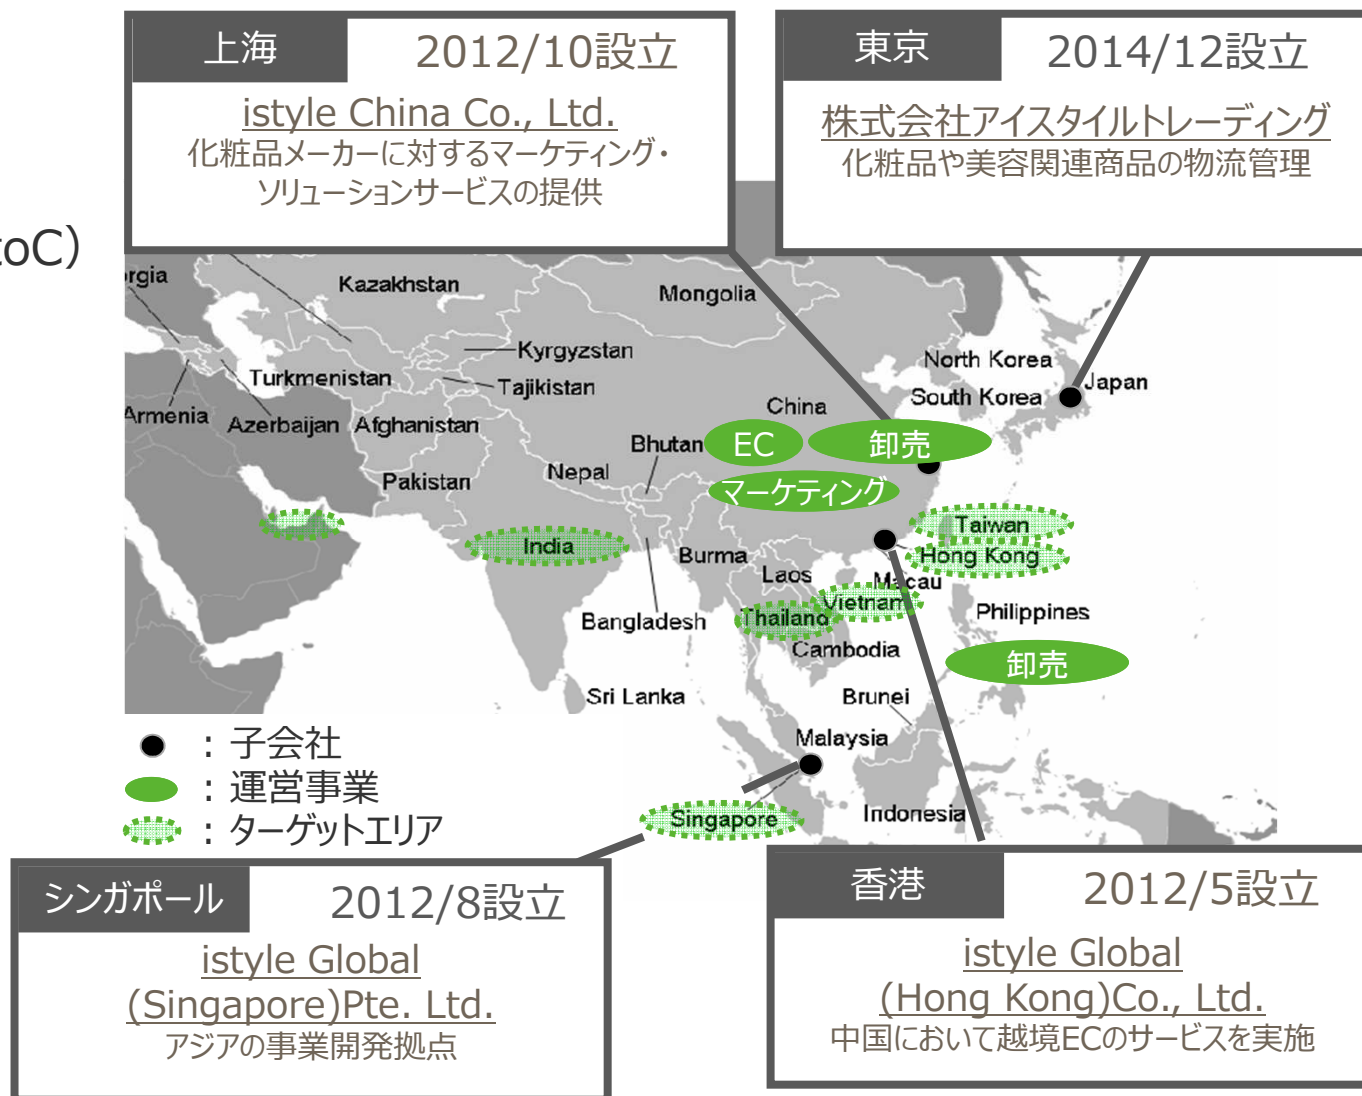 上海
2012/10設立
istyle China Co., Ltd.
化粧品メーカーに対するマーケティング・
ソリューションサービスの提供
東京
2014/12設立
株式会社アイスタイルトレーディング
化粧品や美容関連商品の物流管理
toC）
orgia
Kazakhstan
Mongolia
Kyrgyzstan
North Korea
Turkmenistan
Tajikistan
South Korea
Japan
Armenia
Azerbaijan
Afghanistan
China
Bhutan
EC
卸売
Pakistan
Nepal
マーケティング
India
Taiwan
Burma
Hong Kong
Laos
Macau
Vietnam
Bangladesh
Thailand
Philippines
Cambodia
卸売
Sri Lanka
Brunei
Malaysia
Singapore
Indonesia
：子会社
：運営事業
：ターゲットエリア
シンガポール
2012/8設立
istyle Global
(Singapore)Pte. Ltd.
アジアの事業開発拠点
香港
2012/5設立
istyle Global
(Hong Kong)Co., Ltd.
中国において越境ECのサービスを実施